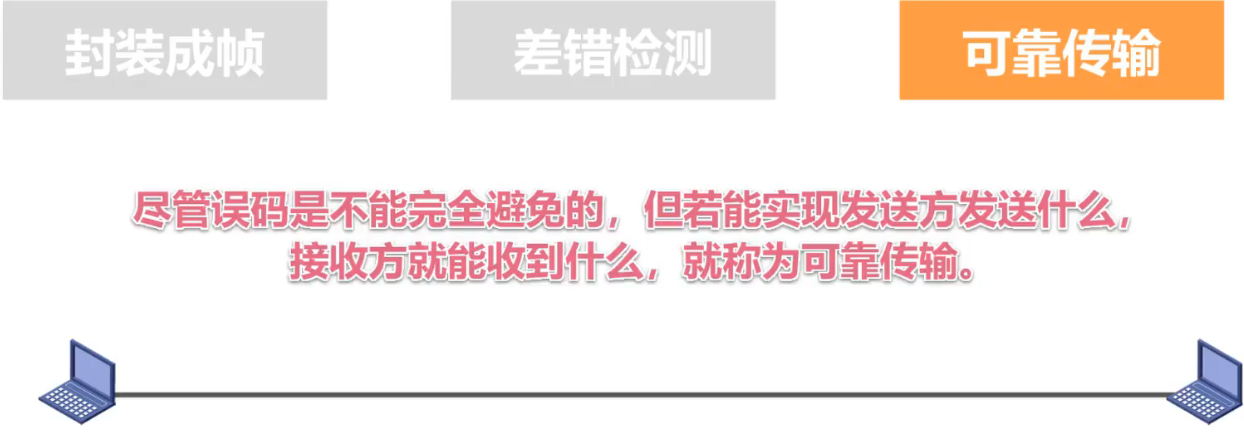 封装成帧
差错检测
可靠传输
尽管误码是不能完全避免的，但若能实现发送方发送什么，
接收方就能收到什么，就称为可靠传输。